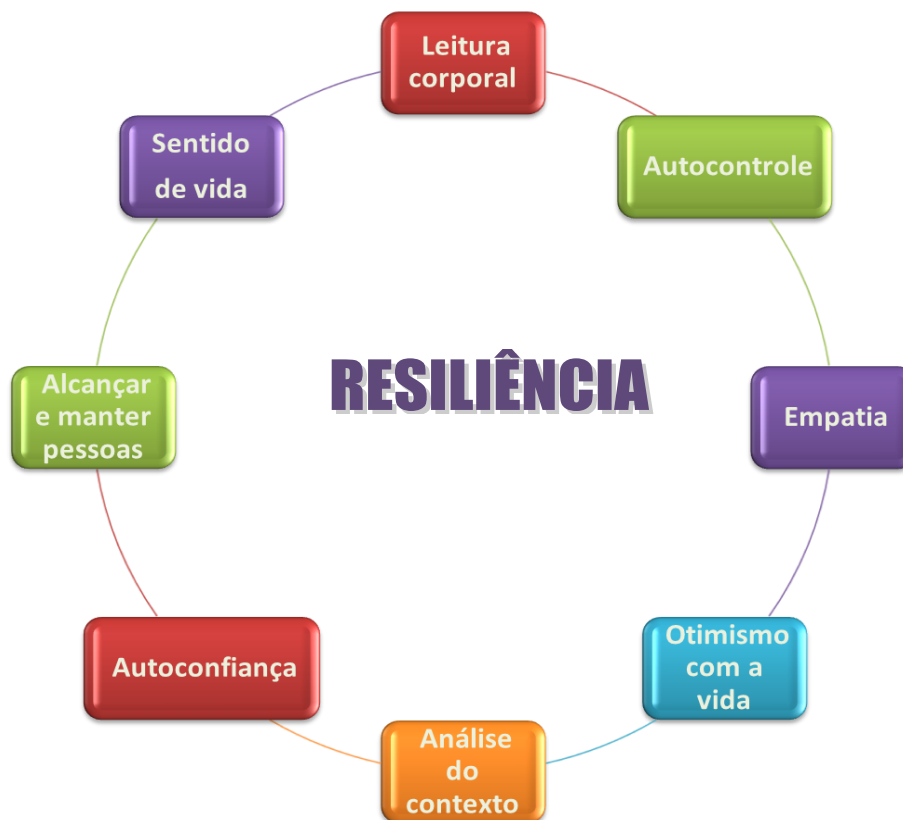 Leitura
corporal
Autocontrole
Empatia
Otimismo
com a
vida
Análise
do
contexto
Autoconfiança
Alcançar
e manter
pessoas
Sentido
de vida
RESILIÊNCIA